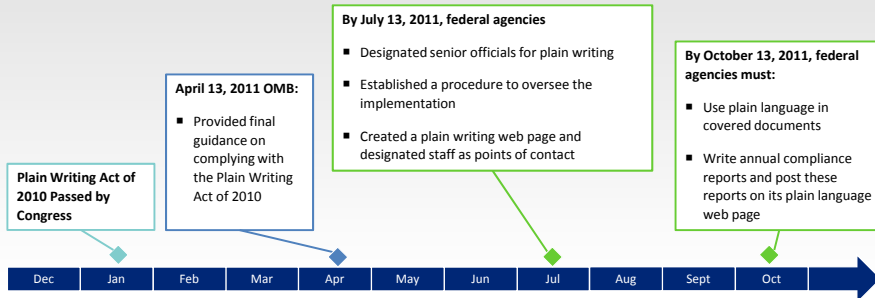 Plain Writing Act of
2010 Passed by
Congress
April 13, 2011 OMB:
▪ Provided final
guidance on
complying with
the Plain Writing
Act of 2010
By July 13, 2011, federal agencies
▪ Designated senior officials for plain writing
▪ Established a procedure to oversee the
implementation
▪ Created a plain writing web page and
designated staff as points of contact
By October 13, 2011, federal
agencies must:
▪ Use plain language in
covered documents
▪ Write annual compliance
reports and post these
reports on its plain language
web page
Dec Jan Feb Mar Apr May Jun Jul Aug Sept Oct